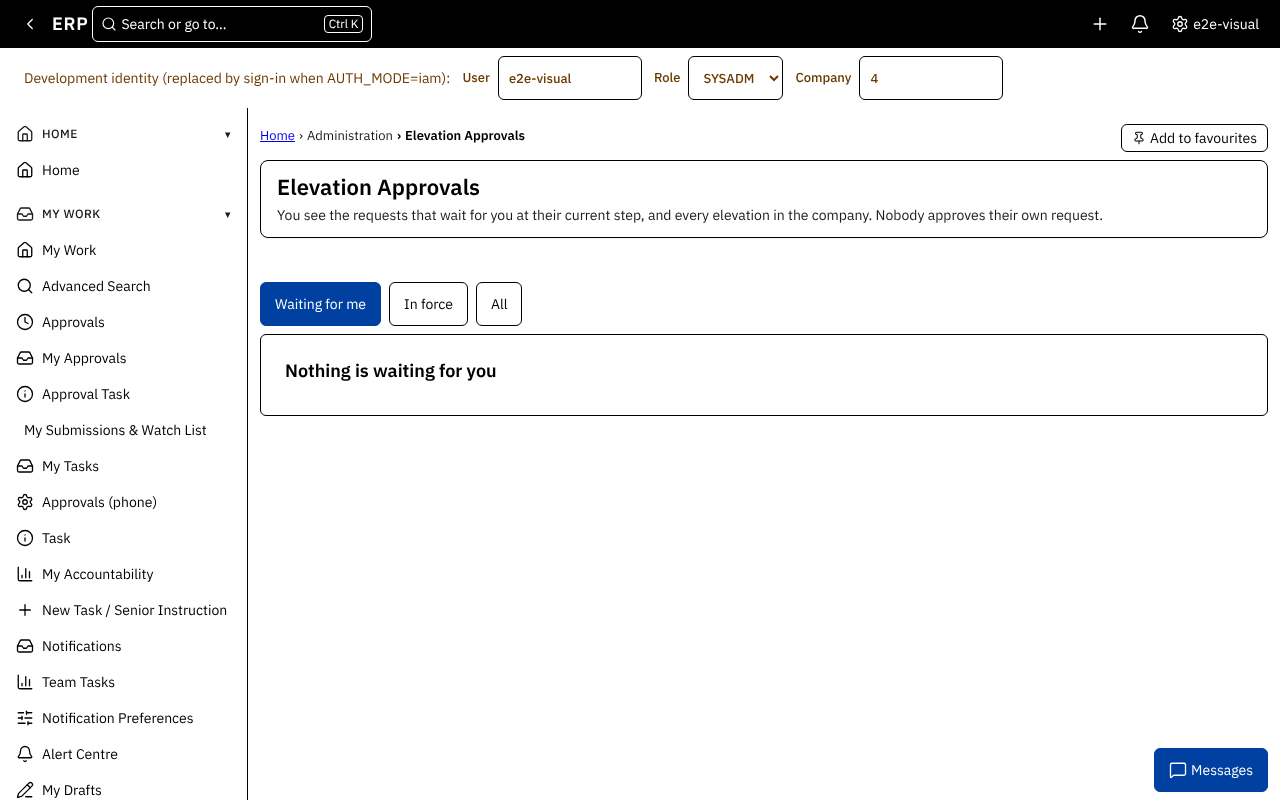 ERP Search or go to... Ctrl K e2e-visual
Development identity (replaced by sign-in when AUTH_MODE=iam): User e2e-visual Role SYSADM Company 4
HOME ▾
Home
MY WORK ▾
My Work
Advanced Search
Approvals
My Approvals
Approval Task
My Submissions & Watch List
My Tasks
Approvals (phone)
Task
My Accountability
New Task / Senior Instruction
Notifications
Team Tasks
Notification Preferences
Alert Centre
My Drafts
Home › Administration › Elevation Approvals
Add to favourites
Elevation Approvals
You see the requests that wait for you at their current step, and every elevation in the company. Nobody approves their own request.
Waiting for me In force All
Nothing is waiting for you
Messages